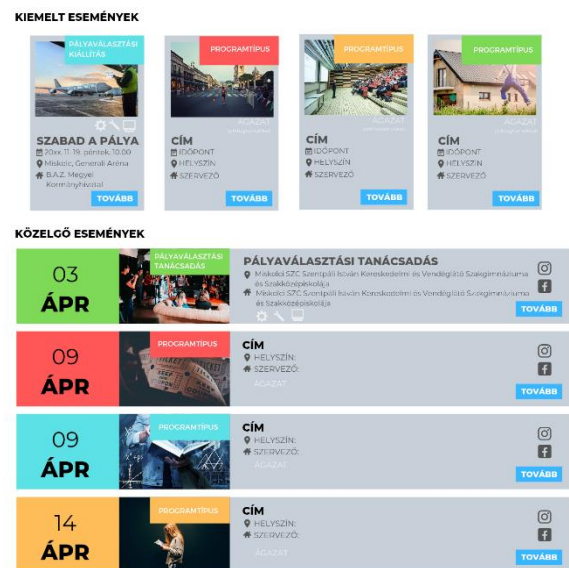 KIEMELT ESEMÉNYEK
PÁLYAVÁLASZTÁSI
KIÁLLÍTÁS
SZABAD A PÁLYA
20xx. 11. 19. péntek, 10.00
Miskolc, Generali Aréna
B.A.Z. Megyei
Kormányhivatal
TOVÁBB
PROGRAMTÍPUS
ÁGAZAT
CÍM
IDŐPONT
HELYSZÍN
SZERVEZŐ
TOVÁBB
PROGRAMTÍPUS
ÁGAZAT
CÍM
IDŐPONT
HELYSZÍN
SZERVEZŐ
TOVÁBB
PROGRAMTÍPUS
ÁGAZAT
CÍM
IDŐPONT
HELYSZÍN
SZERVEZŐ
TOVÁBB
KÖZELGŐ ESEMÉNYEK
03
ÁPR
PÁLYAVÁLASZTÁSI
TANÁCSADÁS
PÁLYAVÁLASZTÁSI TANÁCSADÁS
Miskolci SZC Szentpáli István Kereskedelmi és Vendéglátó Szakgimnáziuma
és Szakközépiskolája
Miskolci SZC Szentpáli István Kereskedelmi és Vendéglátó Szakgimnáziuma
és Szakközépiskolája
TOVÁBB
09
ÁPR
PROGRAMTÍPUS
CÍM
HELYSZÍN:
SZERVEZŐ:
ÁGAZAT
TOVÁBB
09
ÁPR
PROGRAMTÍPUS
CÍM
HELYSZÍN:
SZERVEZŐ:
ÁGAZAT
TOVÁBB
14
ÁPR
PROGRAMTÍPUS
CÍM
HELYSZÍN:
SZERVEZŐ:
ÁGAZAT
TOVÁBB